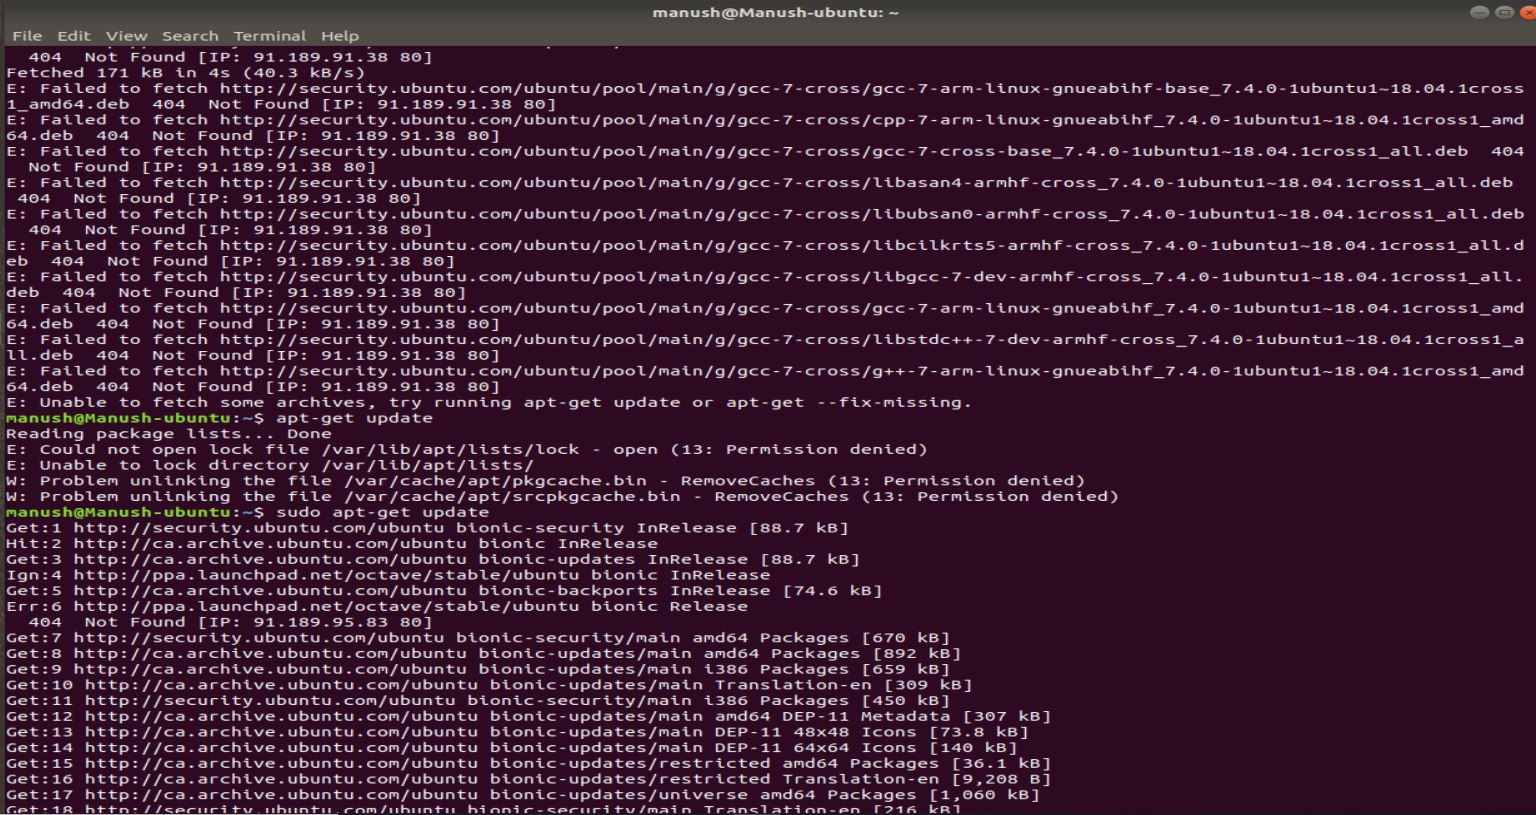 manush@Manush-ubuntu: ~
File Edit View Search Terminal Help
404  Not Found [IP: 91.189.91.38 80]
Fetched 171 kB in 4s (40.3 kB/s)
E: Failed to fetch http://security.ubuntu.com/ubuntu/pool/main/g/gcc-7-cross/gcc-7-arm-linux-gnueabihf-base_7.4.0-1ubuntu1~18.04.1cross
1_amd64.deb  404  Not Found [IP: 91.189.91.38 80]
E: Failed to fetch http://security.ubuntu.com/ubuntu/pool/main/g/gcc-7-cross/cpp-7-arm-linux-gnueabihf_7.4.0-1ubuntu1~18.04.1cross1_amd
64.deb  404  Not Found [IP: 91.189.91.38 80]
E: Failed to fetch http://security.ubuntu.com/ubuntu/pool/main/g/gcc-7-cross/gcc-7-cross-base_7.4.0-1ubuntu1~18.04.1cross1_all.deb  404
Not Found [IP: 91.189.91.38 80]
E: Failed to fetch http://security.ubuntu.com/ubuntu/pool/main/g/gcc-7-cross/libasan4-armhf-cross_7.4.0-1ubuntu1~18.04.1cross1_all.deb
404  Not Found [IP: 91.189.91.38 80]
E: Failed to fetch http://security.ubuntu.com/ubuntu/pool/main/g/gcc-7-cross/libubsan0-armhf-cross_7.4.0-1ubuntu1~18.04.1cross1_all.deb
404  Not Found [IP: 91.189.91.38 80]
E: Failed to fetch http://security.ubuntu.com/ubuntu/pool/main/g/gcc-7-cross/libcilkrts5-armhf-cross_7.4.0-1ubuntu1~18.04.1cross1_all.d
eb  404  Not Found [IP: 91.189.91.38 80]
E: Failed to fetch http://security.ubuntu.com/ubuntu/pool/main/g/gcc-7-cross/libgcc-7-dev-armhf-cross_7.4.0-1ubuntu1~18.04.1cross1_all.
deb  404  Not Found [IP: 91.189.91.38 80]
E: Failed to fetch http://security.ubuntu.com/ubuntu/pool/main/g/gcc-7-cross/gcc-7-arm-linux-gnueabihf_7.4.0-1ubuntu1~18.04.1cross1_amd
64.deb  404  Not Found [IP: 91.189.91.38 80]
E: Failed to fetch http://security.ubuntu.com/ubuntu/pool/main/g/gcc-7-cross/libstdc++-7-dev-armhf-cross_7.4.0-1ubuntu1~18.04.1cross1_a
ll.deb  404  Not Found [IP: 91.189.91.38 80]
E: Failed to fetch http://security.ubuntu.com/ubuntu/pool/main/g/gcc-7-cross/g++-7-arm-linux-gnueabihf_7.4.0-1ubuntu1~18.04.1cross1_amd
64.deb  404  Not Found [IP: 91.189.91.38 80]
E: Unable to fetch some archives, try running apt-get update or apt-get --fix-missing.
manush@Manush-ubuntu:~$ apt-get update
Reading package lists... Done
E: Could not open lock file /var/lib/apt/lists/lock - open (13: Permission denied)
E: Unable to lock directory /var/lib/apt/lists/
W: Problem unlinking the file /var/cache/apt/pkgcache.bin - RemoveCaches (13: Permission denied)
W: Problem unlinking the file /var/cache/apt/srcpkgcache.bin - RemoveCaches (13: Permission denied)
manush@Manush-ubuntu:~$ sudo apt-get update
Get:1 http://security.ubuntu.com/ubuntu bionic-security InRelease [88.7 kB]
Hit:2 http://ca.archive.ubuntu.com/ubuntu bionic InRelease
Get:3 http://ca.archive.ubuntu.com/ubuntu bionic-updates InRelease [88.7 kB]
Ign:4 http://ppa.launchpad.net/octave/stable/ubuntu bionic InRelease
Get:5 http://ca.archive.ubuntu.com/ubuntu bionic-backports InRelease [74.6 kB]
Err:6 http://ppa.launchpad.net/octave/stable/ubuntu bionic Release
404  Not Found [IP: 91.189.95.83 80]
Get:7 http://security.ubuntu.com/ubuntu bionic-security/main amd64 Packages [670 kB]
Get:8 http://ca.archive.ubuntu.com/ubuntu bionic-updates/main amd64 Packages [892 kB]
Get:9 http://ca.archive.ubuntu.com/ubuntu bionic-updates/main i386 Packages [659 kB]
Get:10 http://ca.archive.ubuntu.com/ubuntu bionic-updates/main Translation-en [309 kB]
Get:11 http://security.ubuntu.com/ubuntu bionic-security/main i386 Packages [450 kB]
Get:12 http://ca.archive.ubuntu.com/ubuntu bionic-updates/main amd64 DEP-11 Metadata [307 kB]
Get:13 http://ca.archive.ubuntu.com/ubuntu bionic-updates/main DEP-11 48x48 Icons [73.8 kB]
Get:14 http://ca.archive.ubuntu.com/ubuntu bionic-updates/main DEP-11 64x64 Icons [140 kB]
Get:15 http://ca.archive.ubuntu.com/ubuntu bionic-updates/restricted amd64 Packages [36.1 kB]
Get:16 http://ca.archive.ubuntu.com/ubuntu bionic-updates/restricted Translation-en [9,208 B]
Get:17 http://ca.archive.ubuntu.com/ubuntu bionic-updates/universe amd64 Packages [1,060 kB]
Get:18 http://security.ubuntu.com/ubuntu bionic-security/main Translation-en [216 kB]